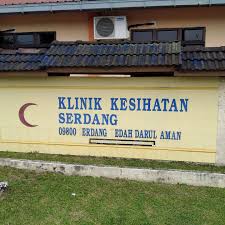 KLINIK KESIHATAN
SERDANG
09800 ERDANG EDAH DARUL AMAN